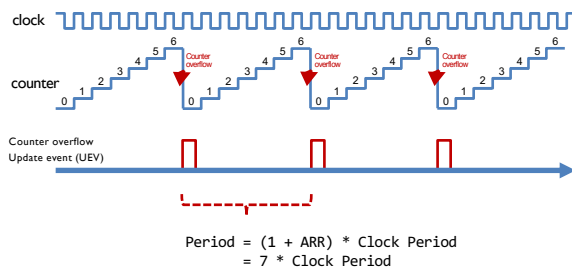 clock
6 6 6
5 Counter overflow 5 Counter overflow 5 Counter overflow 5
4 4 4 4
3 3 3 3
counter 2 2 2 2
1 1 1 1
0 0 0 0
Counter overflow
Update event (UEV)
Period = (1 + ARR) * Clock Period
= 7 * Clock Period